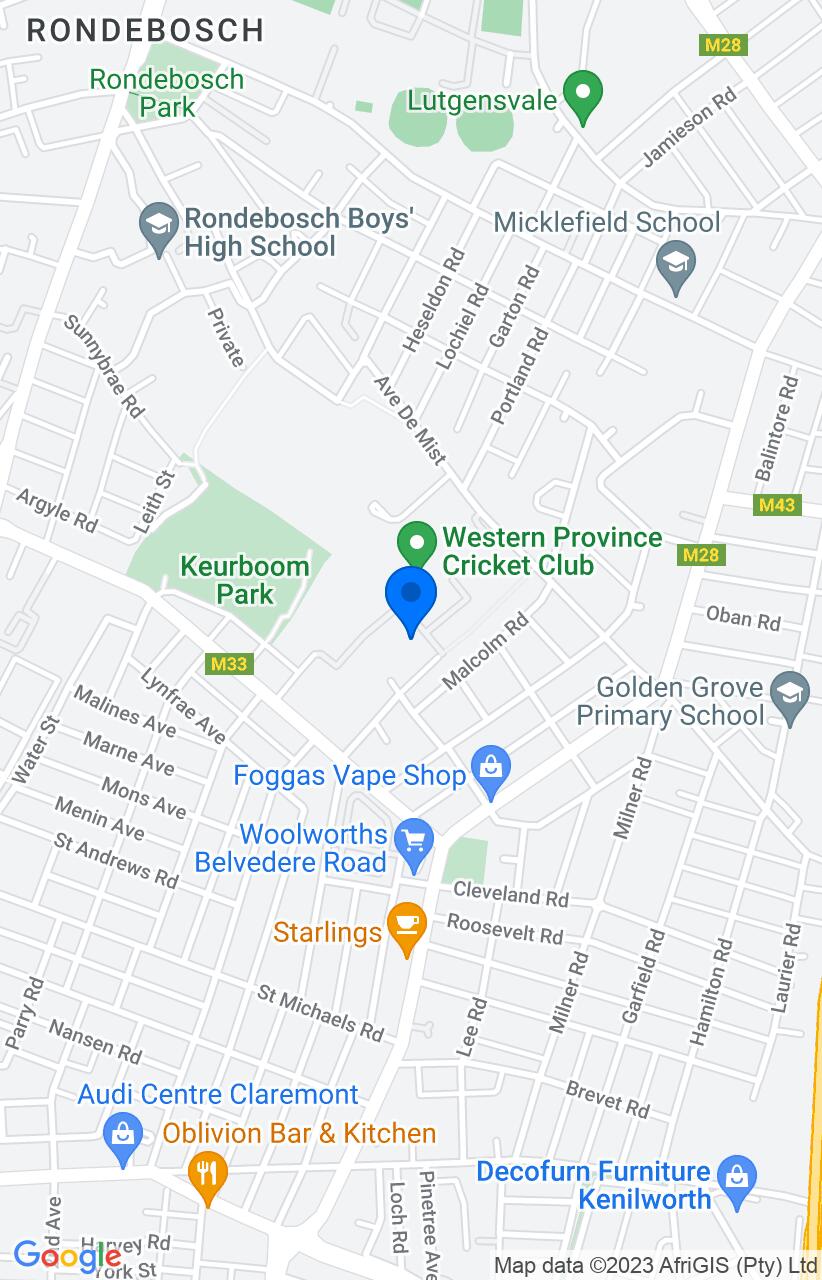 RONDEBOSCH
M28
Rondebosch
Park
Lutgensvale
Jamieson Rd
Rondebosch Boys'
High School
Micklefield School
Heseldon Rd
Lochiel Rd
Garton Rd
Portland Rd
Private
Sunnybrae Rd
Ave De Mist
Balintore Rd
Leith St
Argyle Rd
M43
Western Province
Cricket Club
M28
Keurboom
Park
Oban Rd
Malcolm Rd
M33
Lynfrae Ave
Golden Grove
Primary School
Malines Ave
Water St
Marne Ave
Mons Ave
Foggas Vape Shop
Milner Rd
Menin Ave
Woolworths
Belvedere Road
St Andrews Rd
Cleveland Rd
Roosevelt Rd
Starlings
Garfield Rd
Hamilton Rd
Laurier Rd
Milner Rd
Parry Rd
St Michaels Rd
Lee Rd
Nansen Rd
Audi Centre Claremont
Brevet Rd
Oblivion Bar & Kitchen
Decofurn Furniture
Kenilworth
Loch Rd
Pinetree Ave
d Ave
Harvey Rd
York St
Google
Map data ©2023 AfriGIS (Pty) Ltd